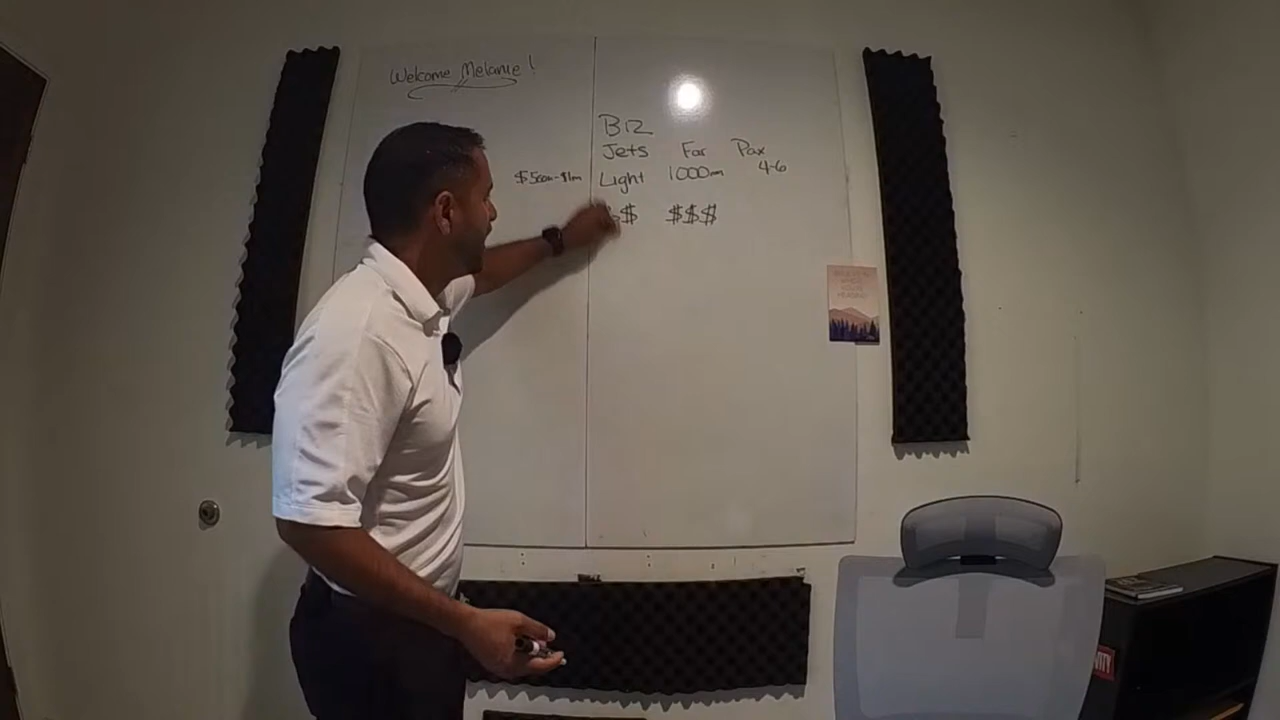 Welcome Melanie!
BIZ
Jets Far Pax
$500k-$1m Light 1000nm 4-6
$$ $$$